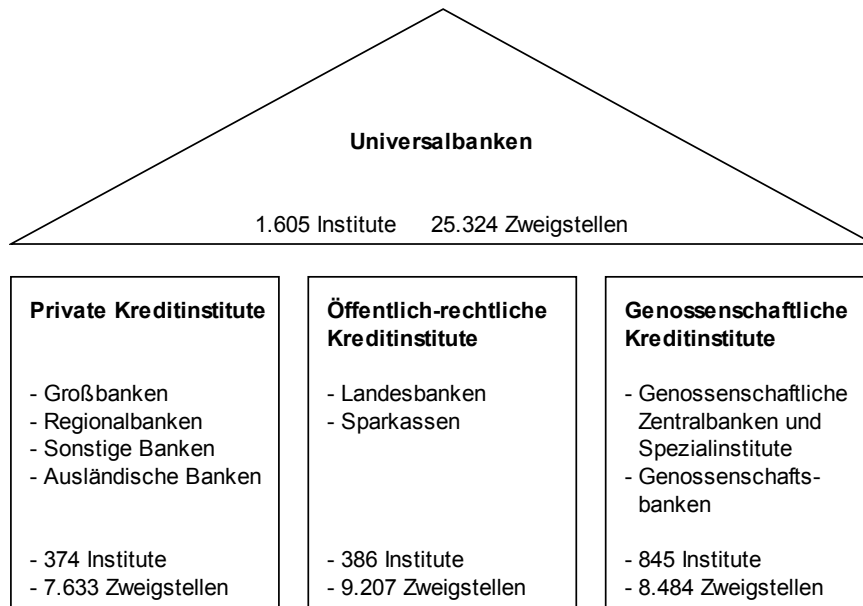 Universalbanken
1.605 Institute 25.324 Zweigstellen
Private Kreditinstitute
- Großbanken
- Regionalbanken
- Sonstige Banken
- Ausländische Banken
- 374 Institute
- 7.633 Zweigstellen
Öffentlich-rechtliche
Kreditinstitute
- Landesbanken
- Sparkassen
- 386 Institute
- 9.207 Zweigstellen
Genossenschaftliche
Kreditinstitute
- Genossenschaftliche
Zentralbanken und
Spezialinstitute
- Genossenschafts-
banken
- 845 Institute
- 8.484 Zweigstellen